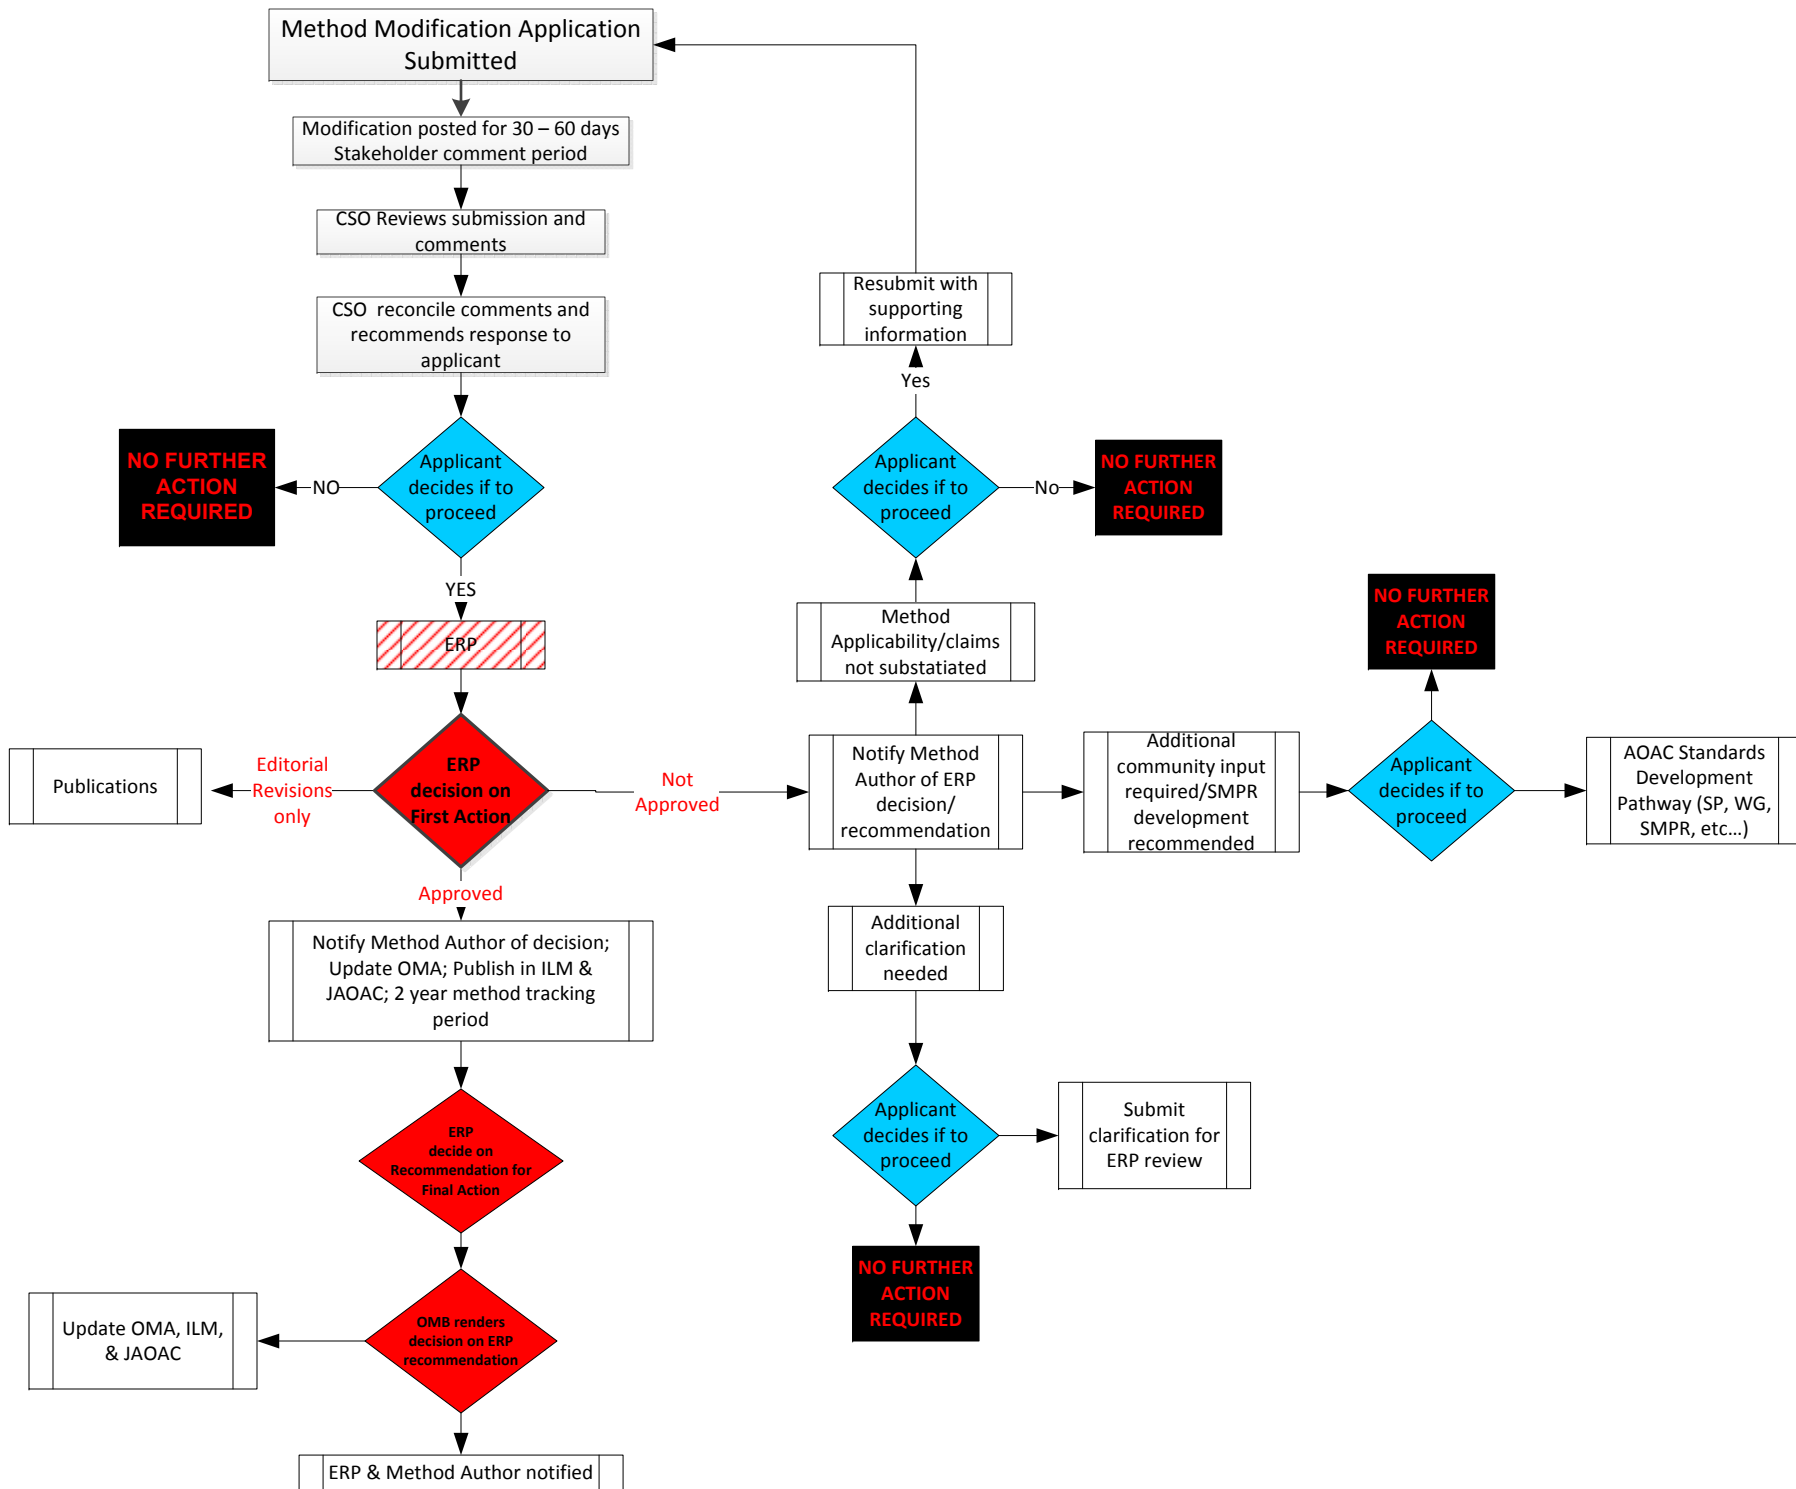 Method Modification Application
Submitted
Modification posted for 30 – 60 days
Stakeholder comment period
CSO Reviews submission and
comments
CSO  reconcile comments and
recommends response to
applicant
Applicant
decides if to
proceed
NO
NO FURTHER
ACTION
REQUIRED
YES
ERP
ERP
decision on
First Action
Editorial
Revisions
only
Publications
Not
Approved
Approved
Notify Method Author of decision;
Update OMA; Publish in ILM &
JAOAC; 2 year method tracking
period
ERP
decide on
Recommendation for
Final Action
OMB renders
decision on ERP
recommendation
Update OMA, ILM,
& JAOAC
ERP & Method Author notified
Resubmit with
supporting
information
Yes
Applicant
decides if to
proceed
No
NO FURTHER
ACTION
REQUIRED
Method
Applicability/claims
not substatiated
Notify Method
Author of ERP
decision/
recommendation
Additional
community input
required/SMPR
development
recommended
NO FURTHER
ACTION
REQUIRED
Applicant
decides if to
proceed
AOAC Standards
Development
Pathway (SP, WG,
SMPR, etc…)
Additional
clarification
needed
Applicant
decides if to
proceed
Submit
clarification for
ERP review
NO FURTHER
ACTION
REQUIRED